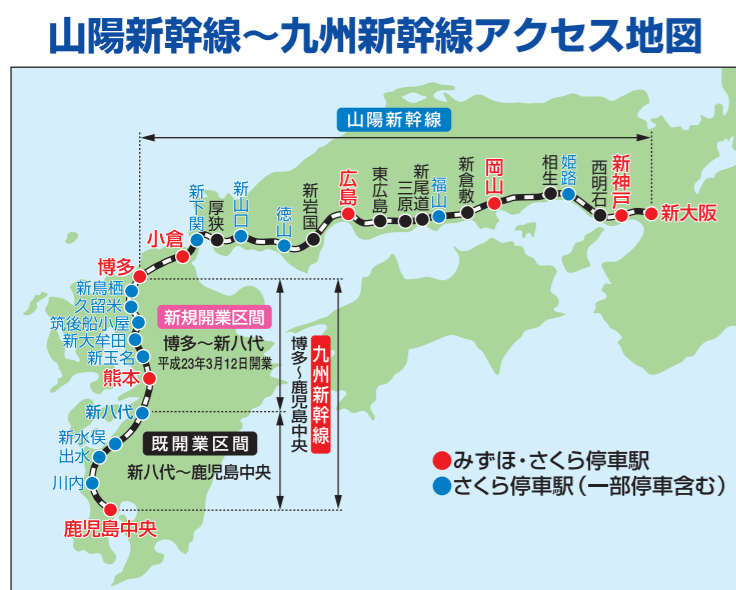 山陽新幹線～九州新幹線アクセス地図
山陽新幹線
新大阪
新神戸
西明石
姫路
相生
岡山
新倉敷
福山
新尾道
三原
東広島
広島
新岩国
徳山
新山口
厚狭
新下関
小倉
博多
新鳥栖
久留米
筑後船小屋
新大牟田
新玉名
熊本
新八代
新水俣
出水
川内
鹿児島中央
新規開業区間
博多～新八代
平成23年3月12日開業
既開業区間
新八代～鹿児島中央
博多～鹿児島中央
九州新幹線
●みずほ・さくら停車駅
●さくら停車駅（一部停車含む）